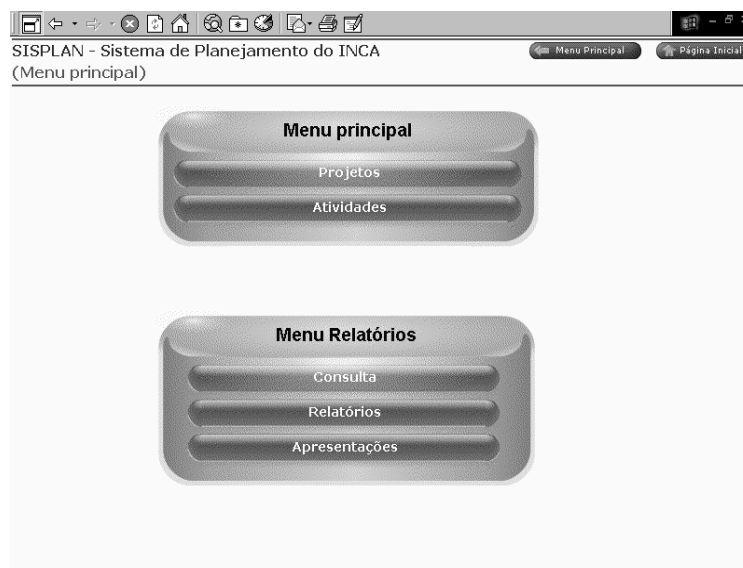 SISPLAN - Sistema de Planejamento do INCA
Menu Principal
Página Inicial
(Menu principal)
Menu principal
Projetos
Atividades
Menu Relatórios
Consulta
Relatórios
Apresentações